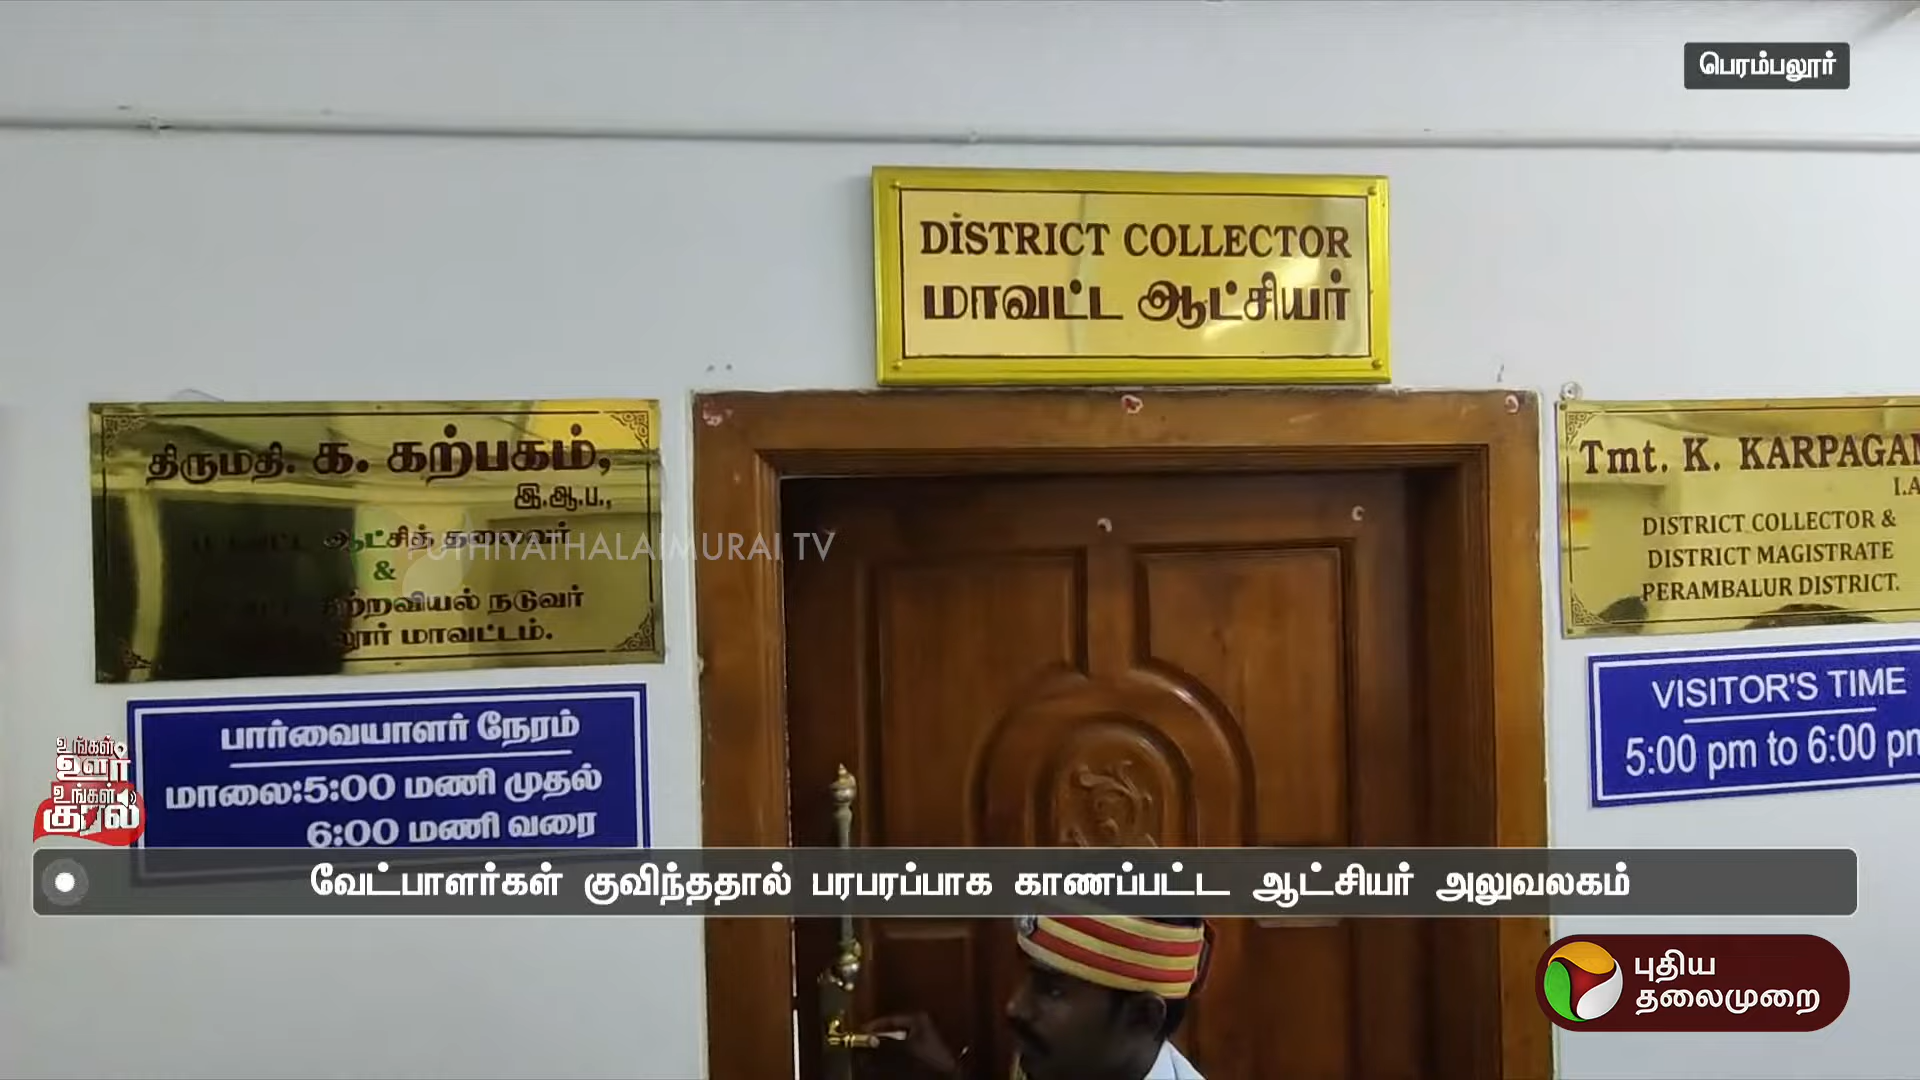 பெரம்பலூர்
DISTRICT COLLECTOR
மாவட்ட ஆட்சியர்
திருமதி. க. கற்பகம்,
இ.ஆ.ப.,
ஆட்சித் தலைவர்
&
நடுவர்
மாவட்டம்.
பார்வையாளர் நேரம்
மாலை:5:00 மணி முதல்
6:00 மணி வரை
Tmt. K. KARPAGAM
DISTRICT COLLECTOR &
DISTRICT MAGISTRATE
PERAMBALUR DISTRICT.
VISITOR'S TIME
5:00 pm to 6:00 pm
PUTHIYATHALAIMURAI TV
உங்கள்
ஊர்
உங்கள்
குரல்
வேட்பாளர்கள் குவிந்ததால் பரபரப்பாக காணப்பட்ட ஆட்சியர் அலுவலகம்
புதிய
தலைமுறை